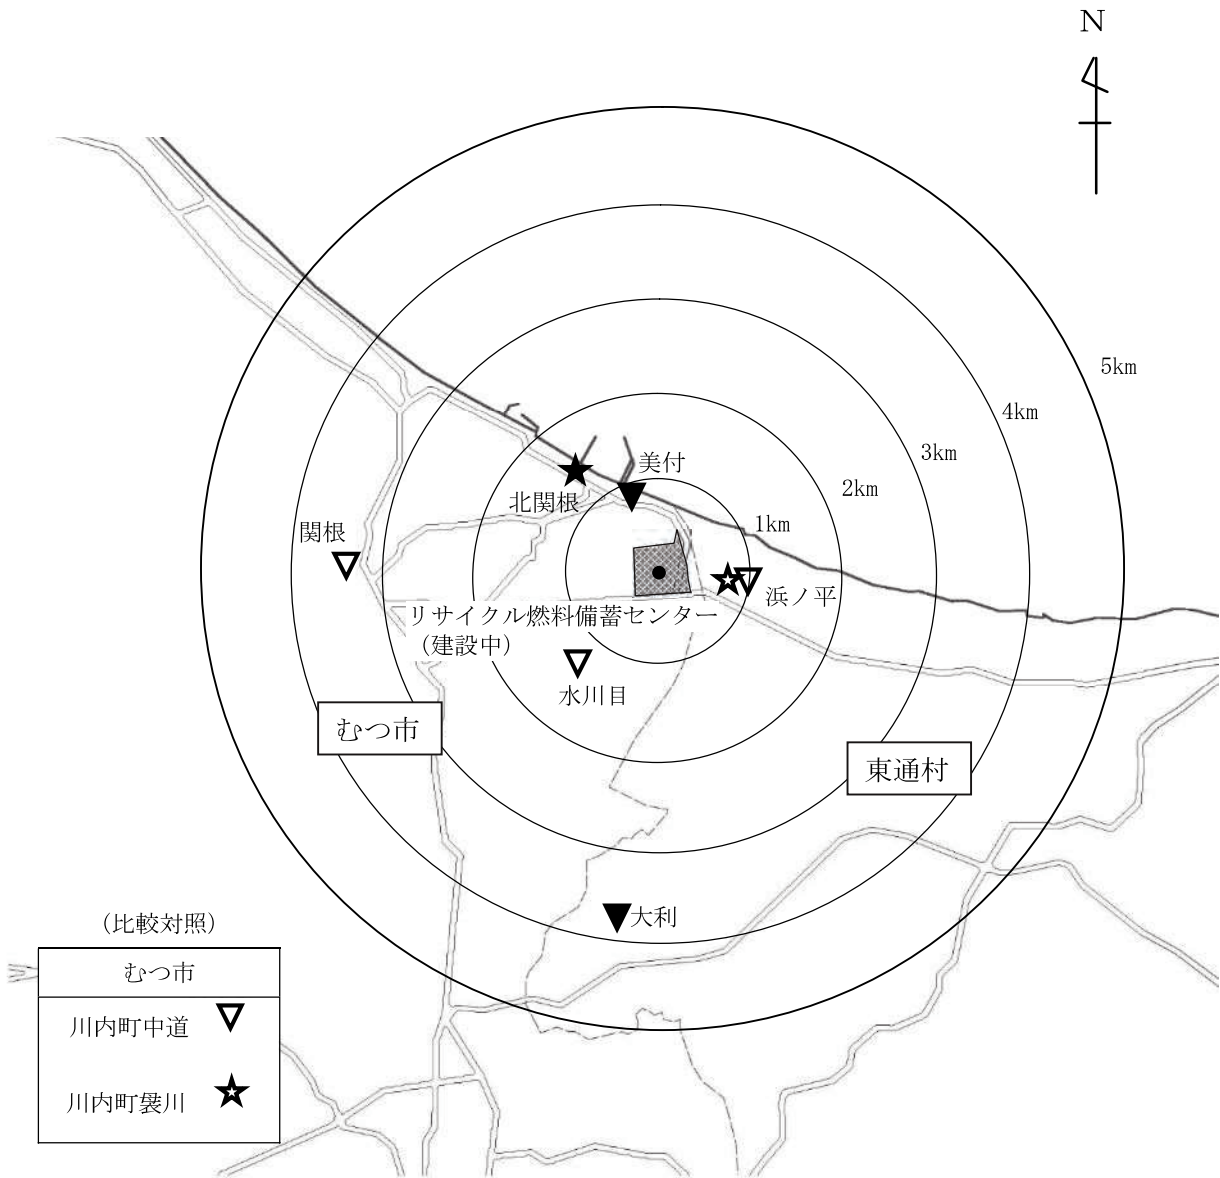 N
5km
4km
3km
2km
1km
美付
北関根
関根
浜ノ平
リサイクル燃料備蓄センター
（建設中）
水川目
むつ市
東通村
大利
（比較対照）
むつ市
川内町中道
川内町袰川